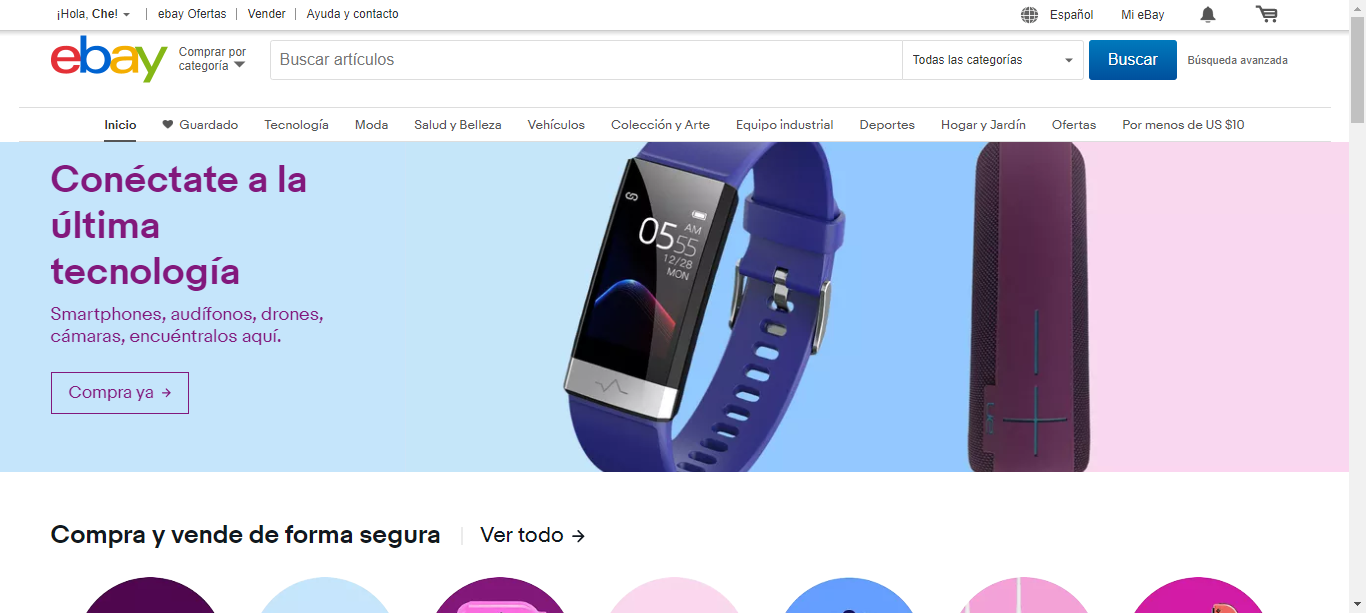 ¡Hola, Che!
ebay Ofertas
Vender
Ayuda y contacto
Español
Mi eBay
ebay
Comprar por
categoría
Buscar artículos
Todas las categorías
Buscar
Búsqueda avanzada
Inicio
Guardado
Tecnología
Moda
Salud y Belleza
Vehículos
Colección y Arte
Equipo industrial
Deportes
Hogar y Jardín
Ofertas
Por menos de US $10
Conéctate a la
última
tecnología
Smartphones, audífonos, drones,
cámaras, encuéntralos aquí.
Compra ya →
05 AM
55
12/28
MON
Compra y vende de forma segura
Ver todo →